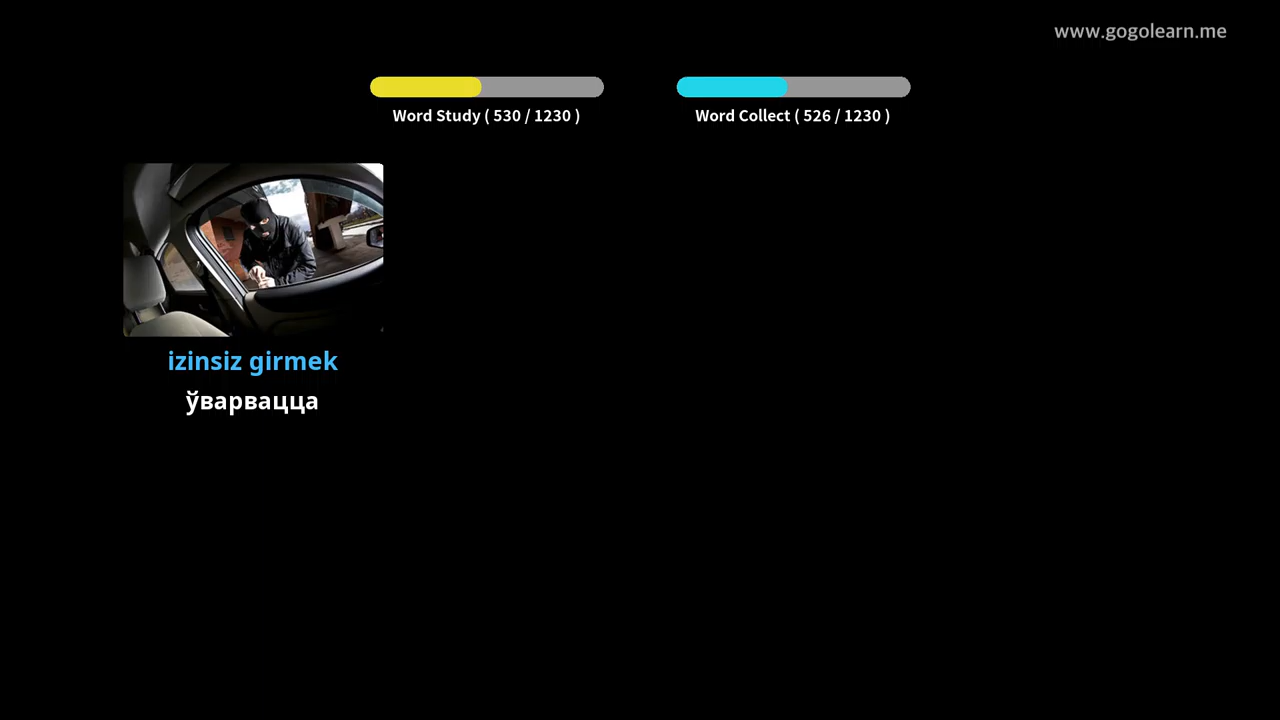 www.gogolearn.me
Word Study ( 530 / 1230 )
Word Collect ( 526 / 1230 )
izinsiz girmek
ўварвацца